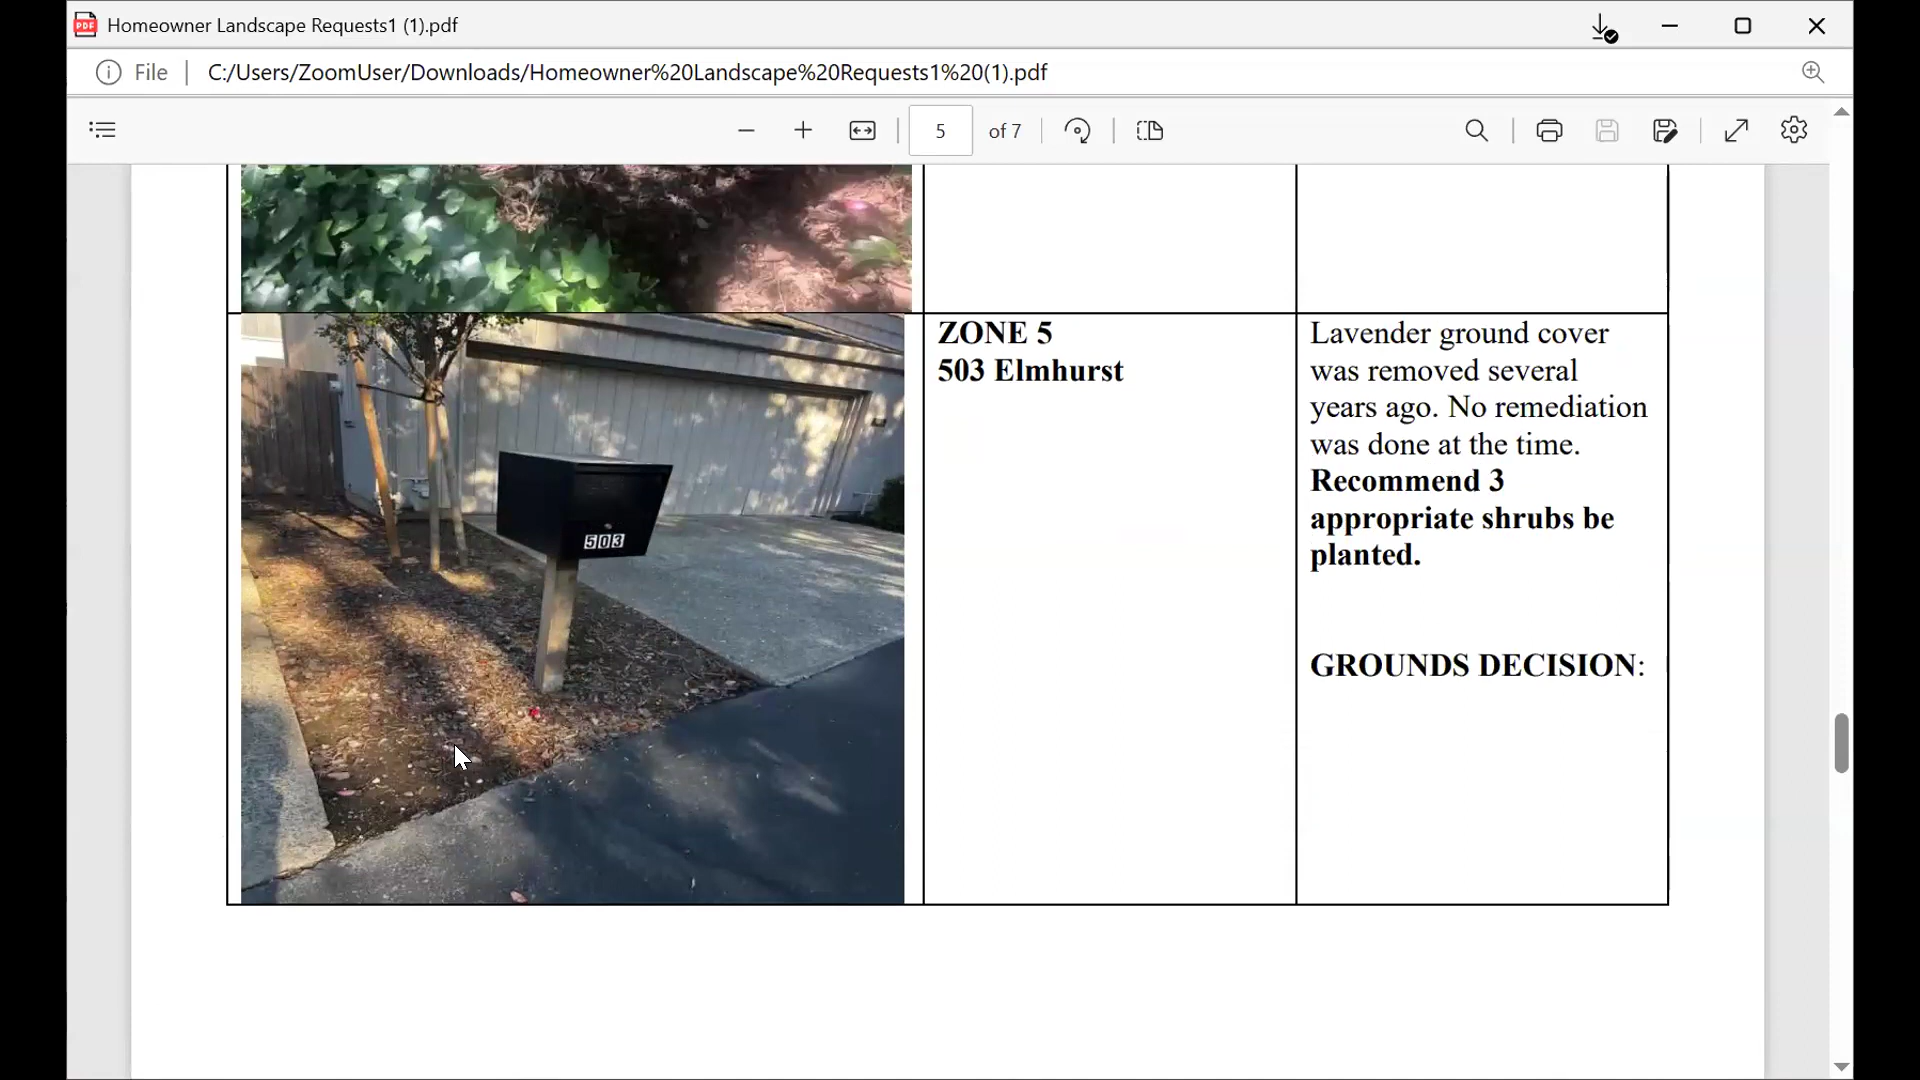 Homeowner Landscape Requests1 (1).pdf
File
C:/Users/ZoomUser/Downloads/Homeowner%20Landscape%20Requests1%20(1).pdf
5 of 7
ZONE 5
503 Elmhurst
Lavender ground cover
was removed several
years ago. No remediation
was done at the time.
Recommend 3
appropriate shrubs be
planted.
GROUNDS DECISION:
503